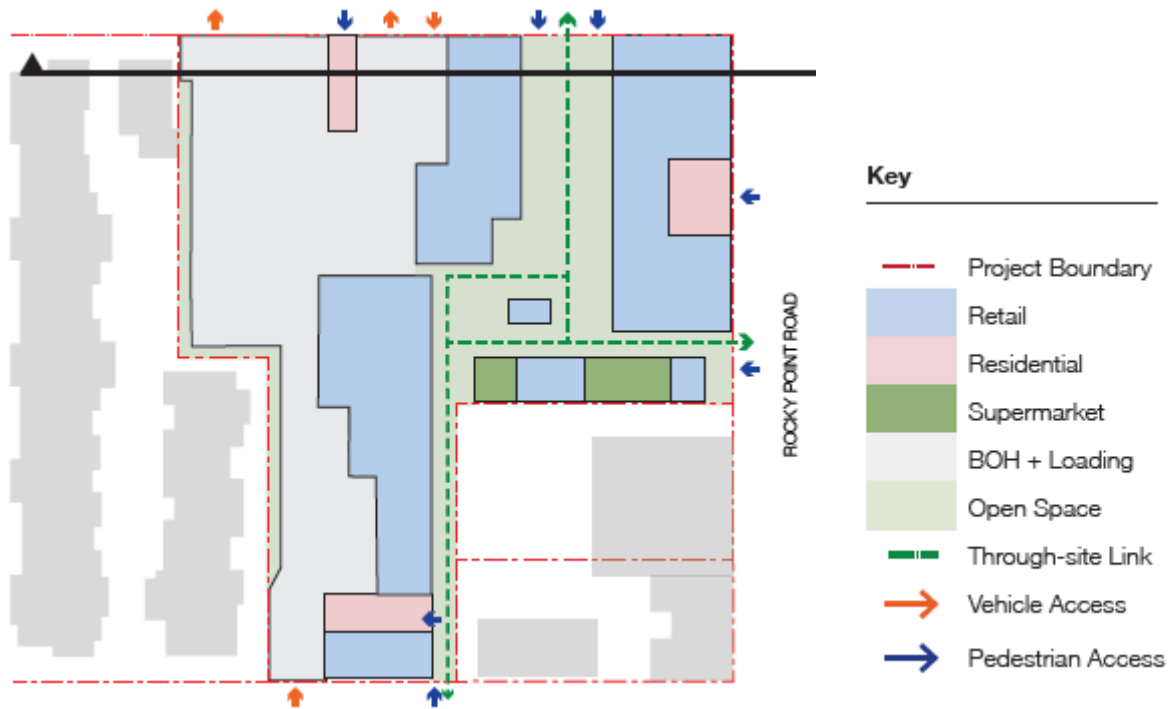 ROCKY POINT ROAD
Key
Project Boundary
Retail
Residential
Supermarket
BOH + Loading
Open Space
Through-site Link
Vehicle Access
Pedestrian Access